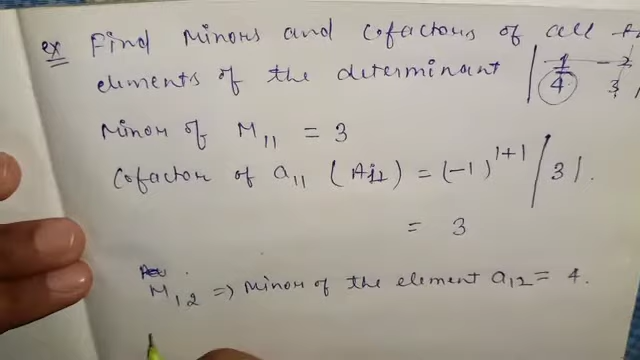 ex Find Minors and Cofactors of all
elements of the determinant | 1 -2
4 3
Minor of M₁₁ = 3
Cofactor of a₁₁ ( A₁₁ ) = (-1)¹⁺¹ | 3 |.
= 3
M₁₂ ⇒ Minor of the element a₁₂ = 4.